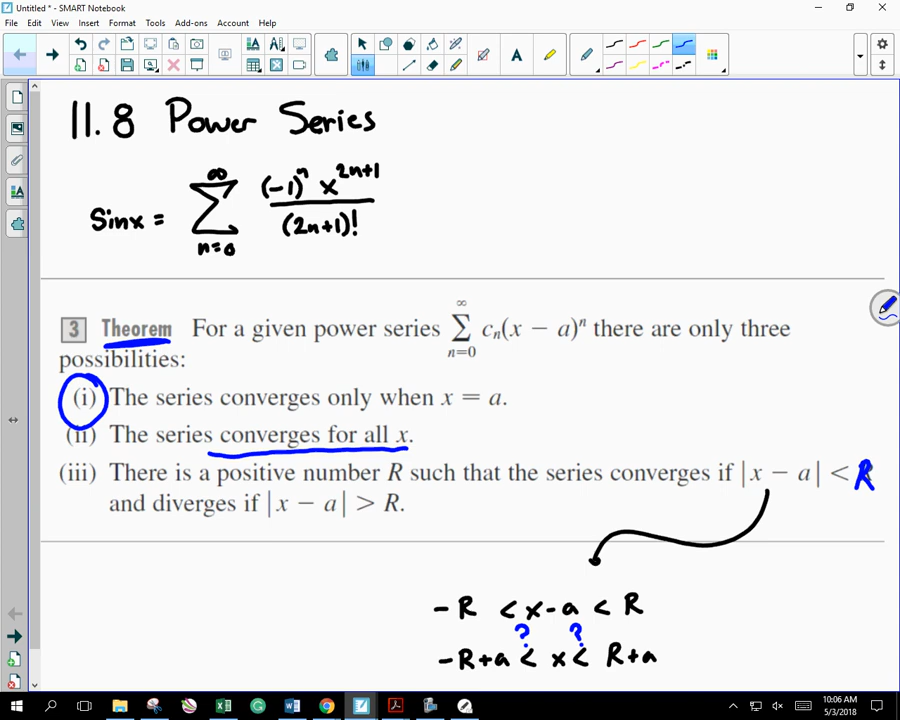 Untitled * - SMART Notebook
File Edit View Insert Format Tools Add-ons Account Help
11.8 Power Series
Sinx = ∞ Σ n=0 (-1)^n x^{2n+1} / (2n+1)!
3 Theorem For a given power series ∞ Σ n=0 cₙ(x − a)ⁿ there are only three
possibilities:
(i) The series converges only when x = a.
(ii) The series converges for all x.
(iii) There is a positive number R such that the series converges if |x − a| < R
and diverges if |x − a| > R.
-R < x-a < R
? ?
-R+a < x < R+a
10:06 AM
5/3/2018